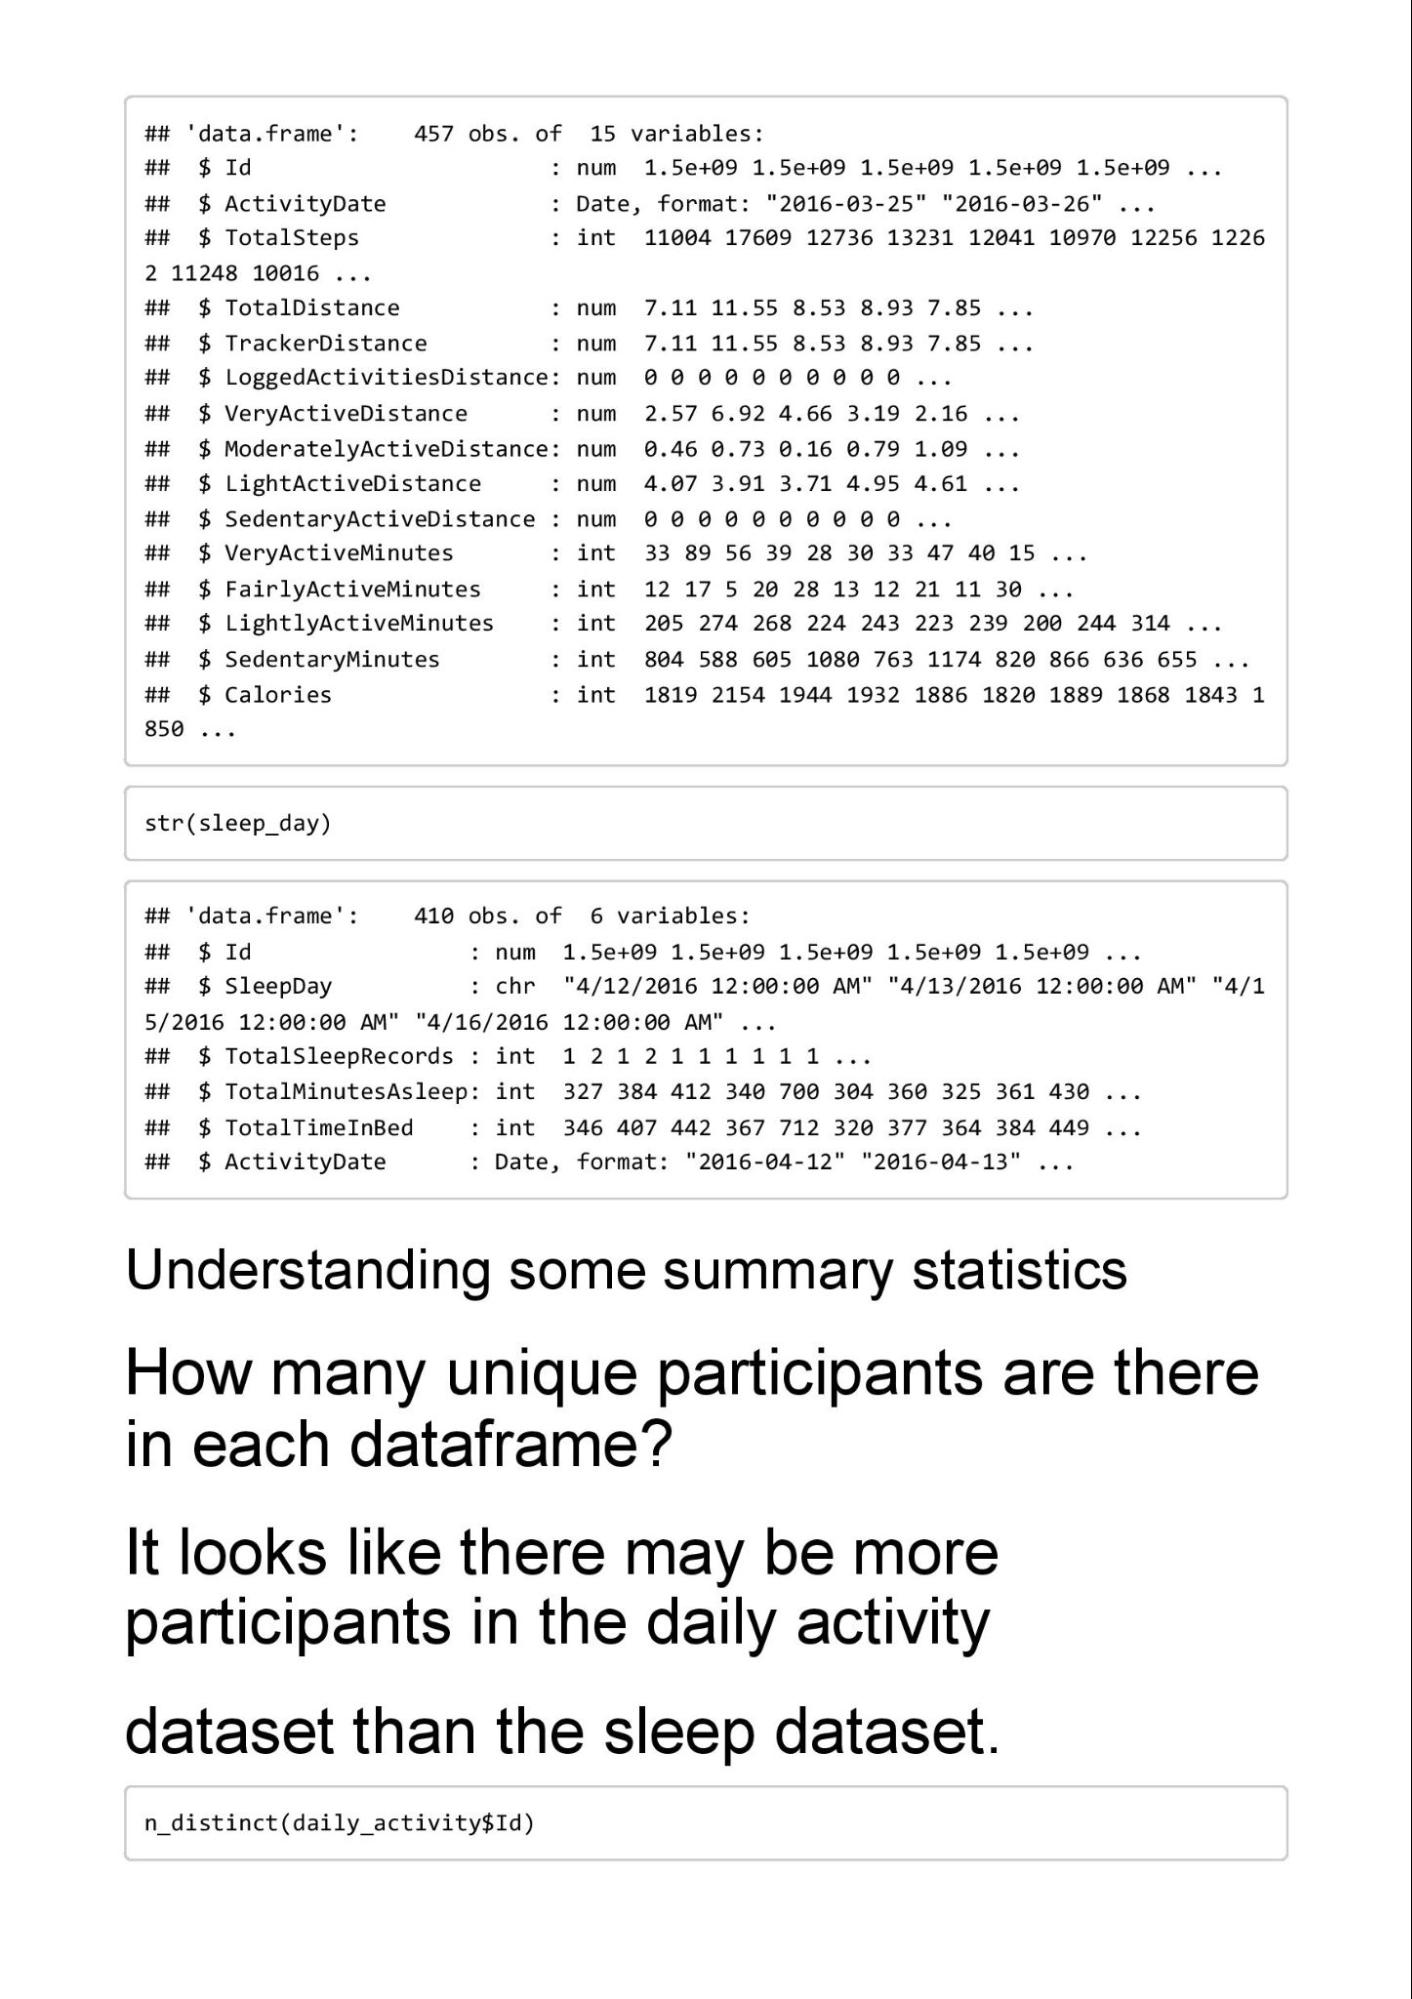 ## 'data.frame':    457 obs. of  15 variables:
##  $ Id                      : num  1.5e+09 1.5e+09 1.5e+09 1.5e+09 1.5e+09 ...
##  $ ActivityDate            : Date, format: "2016-03-25" "2016-03-26" ...
##  $ TotalSteps              : int  11004 17609 12736 13231 12041 10970 12256 1226
2 11248 10016 ...
##  $ TotalDistance           : num  7.11 11.55 8.53 8.93 7.85 ...
##  $ TrackerDistance         : num  7.11 11.55 8.53 8.93 7.85 ...
##  $ LoggedActivitiesDistance: num  0 0 0 0 0 0 0 0 0 0 ...
##  $ VeryActiveDistance      : num  2.57 6.92 4.66 3.19 2.16 ...
##  $ ModeratelyActiveDistance: num  0.46 0.73 0.16 0.79 1.09 ...
##  $ LightActiveDistance     : num  4.07 3.91 3.71 4.95 4.61 ...
##  $ SedentaryActiveDistance : num  0 0 0 0 0 0 0 0 0 0 ...
##  $ VeryActiveMinutes       : int  33 89 56 39 28 30 33 47 40 15 ...
##  $ FairlyActiveMinutes     : int  12 17 5 20 28 13 12 21 11 30 ...
##  $ LightlyActiveMinutes    : int  205 274 268 224 243 223 239 200 244 314 ...
##  $ SedentaryMinutes        : int  804 588 605 1080 763 1174 820 866 636 655 ...
##  $ Calories                : int  1819 2154 1944 1932 1886 1820 1889 1868 1843 1
850 ...
str(sleep_day)
## 'data.frame':    410 obs. of  6 variables:
##  $ Id                : num  1.5e+09 1.5e+09 1.5e+09 1.5e+09 1.5e+09 ...
##  $ SleepDay          : chr  "4/12/2016 12:00:00 AM" "4/13/2016 12:00:00 AM" "4/1
5/2016 12:00:00 AM" "4/16/2016 12:00:00 AM" ...
##  $ TotalSleepRecords : int  1 2 1 2 1 1 1 1 1 1 ...
##  $ TotalMinutesAsleep: int  327 384 412 340 700 304 360 325 361 430 ...
##  $ TotalTimeInBed    : int  346 407 442 367 712 320 377 364 384 449 ...
##  $ ActivityDate      : Date, format: "2016-04-12" "2016-04-13" ...
Understanding some summary statistics
How many unique participants are there
in each dataframe?
It looks like there may be more
participants in the daily activity
dataset than the sleep dataset.
n_distinct(daily_activity$Id)